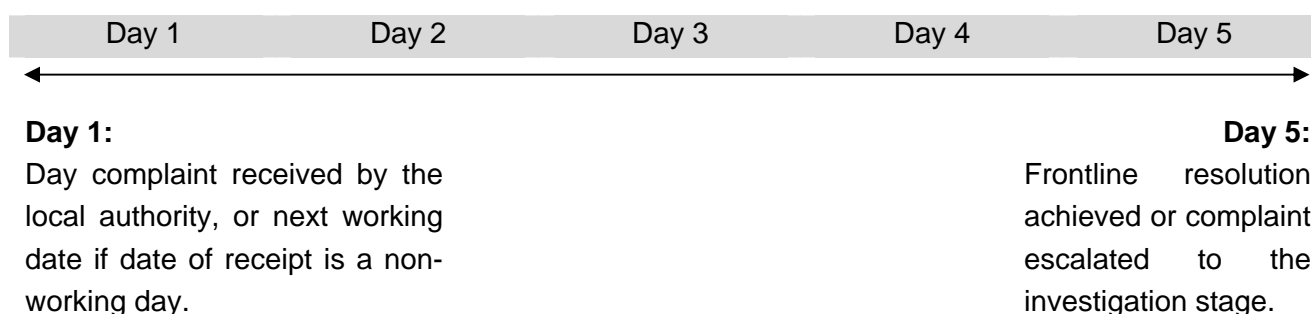 Day 1 Day 2 Day 3 Day 4 Day 5
Day 1:
Day complaint received by the
local authority, or next working
date if date of receipt is a non-
working day.
Day 5:
Frontline resolution
achieved or complaint
escalated to the
investigation stage.